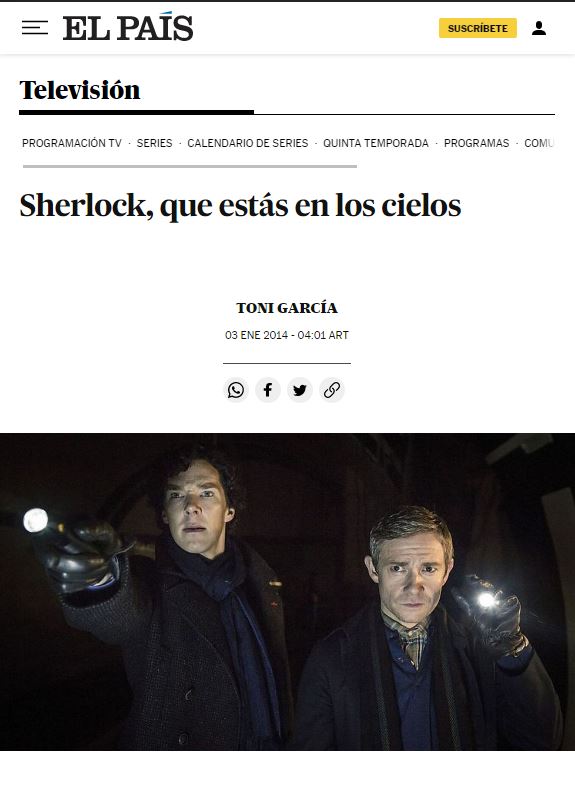 EL PAÍS
SUSCRÍBETE
Televisión
PROGRAMACIÓN TV · SERIES · CALENDARIO DE SERIES · QUINTA TEMPORADA · PROGRAMAS · COMU
Sherlock, que estás en los cielos
TONI GARCÍA
03 ENE 2014 - 04:01 ART